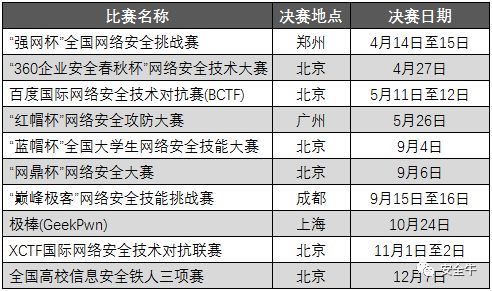 比赛名称 决赛地点 决赛日期
“强网杯”全国网络安全挑战赛 郑州 4月14日至15日
“360企业安全春秋杯”网络安全技术大赛 北京 4月27日
百度国际网络安全技术对抗赛(BCTF) 北京 5月11日至12日
“红帽杯”网络安全攻防大赛 广州 5月26日
“蓝帽杯”全国大学生网络安全技能大赛 北京 9月4日
“网鼎杯”网络安全大赛 北京 9月6日
“巅峰极客”网络安全技能挑战赛 成都 9月15日至16日
极棒(GeekPwn) 上海 10月24日
XCTF国际网络安全技术对抗联赛 北京 11月1日至2日
全国高校信息安全铁人三项赛 北京 12月7日
安全牛